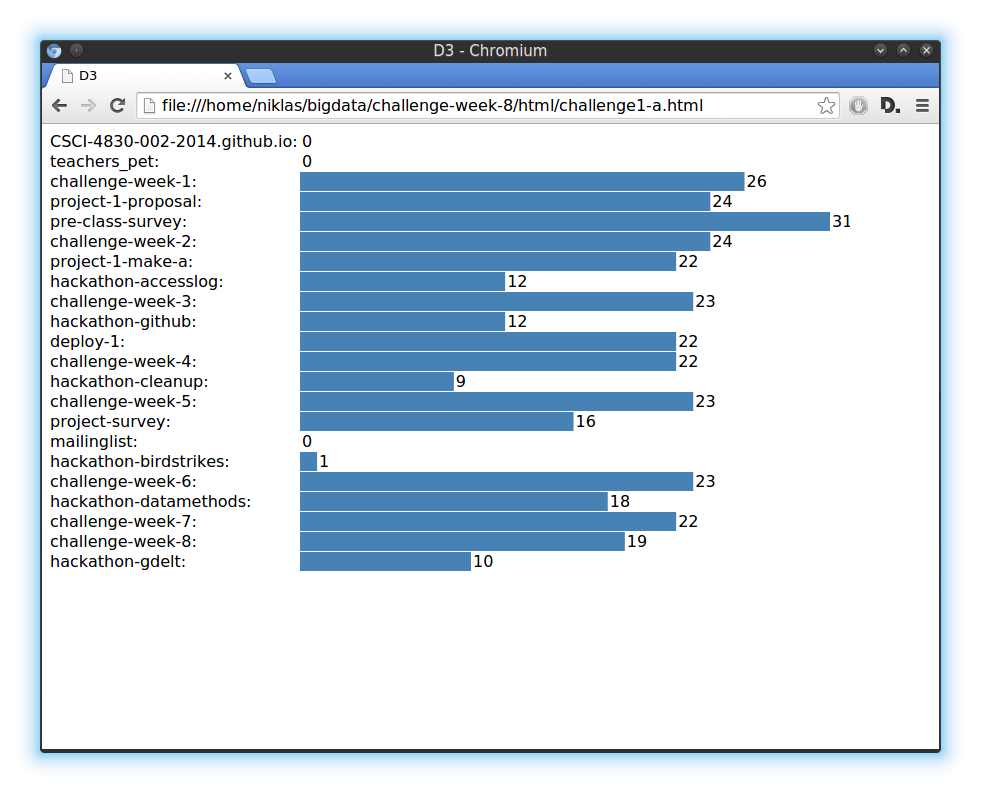 D3 - Chromium
D3
file:///home/niklas/bigdata/challenge-week-8/html/challenge1-a.html
D.
CSCI-4830-002-2014.github.io: 0
teachers_pet: 0
challenge-week-1: 26
project-1-proposal: 24
pre-class-survey: 31
challenge-week-2: 24
project-1-make-a: 22
hackathon-accesslog: 12
challenge-week-3: 23
hackathon-github: 12
deploy-1: 22
challenge-week-4: 22
hackathon-cleanup: 9
challenge-week-5: 23
project-survey: 16
mailinglist: 0
hackathon-birdstrikes: 1
challenge-week-6: 23
hackathon-datamethods: 18
challenge-week-7: 22
challenge-week-8: 19
hackathon-gdelt: 10